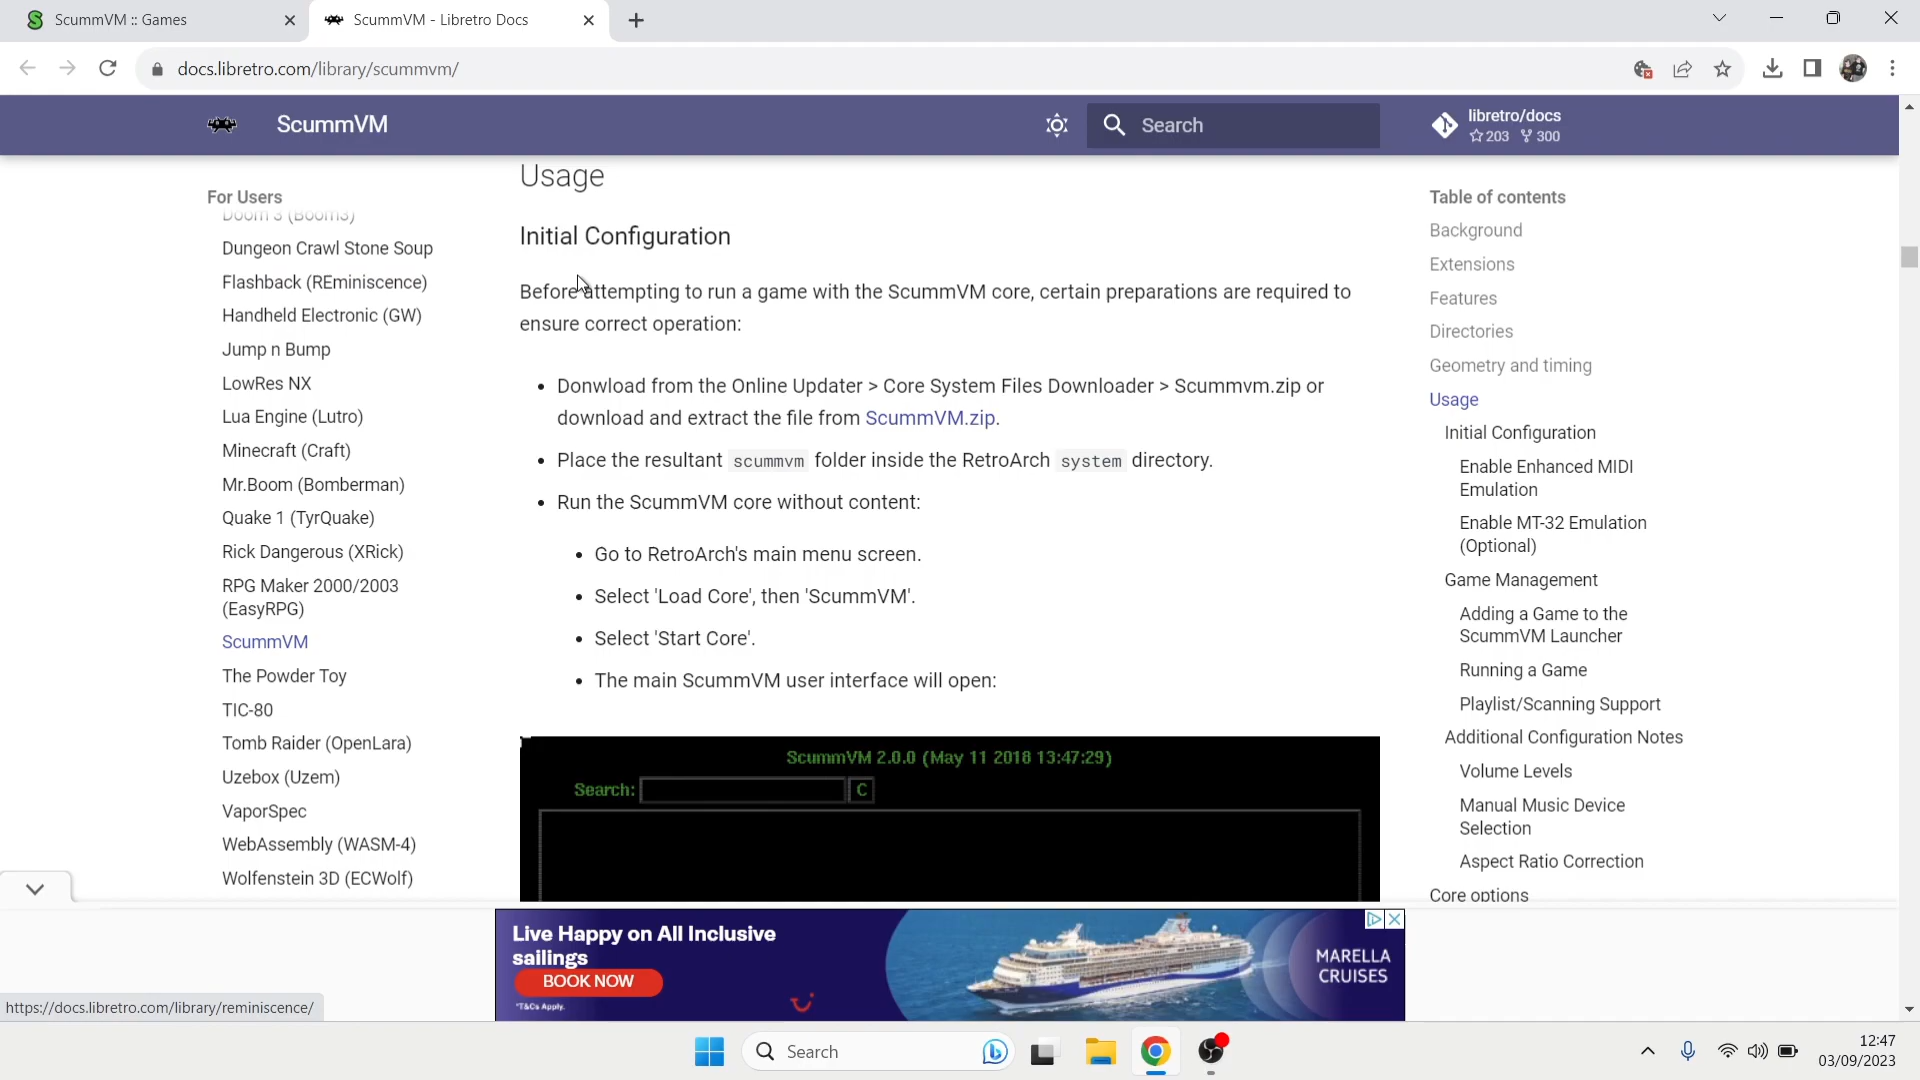 ScummVM :: Games
ScummVM - Libretro Docs
docs.libretro.com/library/scummvm/
ScummVM
Search
libretro/docs
203 300
For Users
Doom 3 (Boom3)
Dungeon Crawl Stone Soup
Flashback (REminiscence)
Handheld Electronic (GW)
Jump n Bump
LowRes NX
Lua Engine (Lutro)
Minecraft (Craft)
Mr.Boom (Bomberman)
Quake 1 (TyrQuake)
Rick Dangerous (XRick)
RPG Maker 2000/2003
(EasyRPG)
ScummVM
The Powder Toy
TIC-80
Tomb Raider (OpenLara)
Uzebox (Uzem)
VaporSpec
WebAssembly (WASM-4)
Wolfenstein 3D (ECWolf)
Usage
Initial Configuration
Before attempting to run a game with the ScummVM core, certain preparations are required to
ensure correct operation:
• Donwload from the Online Updater > Core System Files Downloader > Scummvm.zip or
download and extract the file from ScummVM.zip.
• Place the resultant scummvm folder inside the RetroArch system directory.
• Run the ScummVM core without content:
• Go to RetroArch's main menu screen.
• Select 'Load Core', then 'ScummVM'.
• Select 'Start Core'.
• The main ScummVM user interface will open:
ScummVM 2.0.0 (May 11 2018 13:47:29)
Search:
C
Table of contents
Background
Extensions
Features
Directories
Geometry and timing
Usage
Initial Configuration
Enable Enhanced MIDI
Emulation
Enable MT-32 Emulation
(Optional)
Game Management
Adding a Game to the
ScummVM Launcher
Running a Game
Playlist/Scanning Support
Additional Configuration Notes
Volume Levels
Manual Music Device
Selection
Aspect Ratio Correction
Core options
Live Happy on All Inclusive
sailings
BOOK NOW
*T&Cs Apply.
MARELLA
CRUISES
https://docs.libretro.com/library/reminiscence/
Search
12:47
03/09/2023